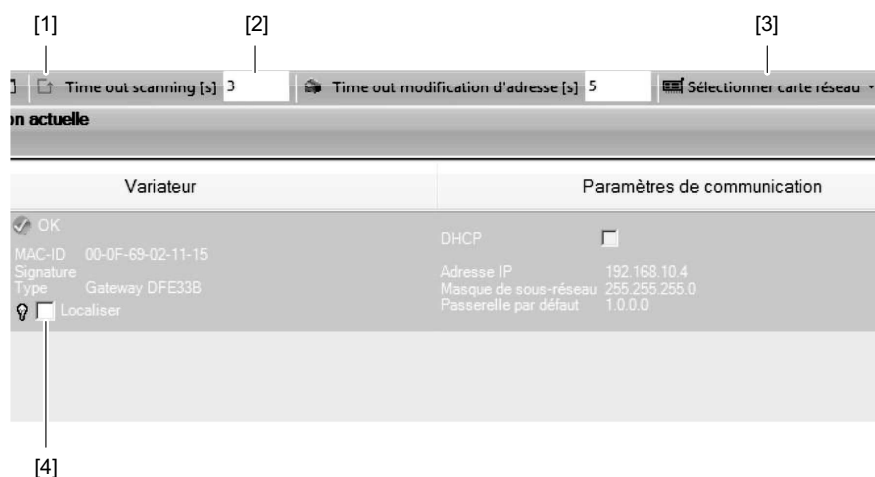 [1] [2] [3]
Time out scanning [s] 3 Time out modification d'adresse [s] 5 Sélectionner carte réseau
on actuelle
Variateur Paramètres de communication
OK
DHCP
MAC-ID 00-0F-69-02-11-15
Signature
Adresse IP 192.168.10.4
Type Gateway DFE33B
Masque de sous-réseau 255.255.255.0
Localiser
Passerelle par défaut 1.0.0.0
[4]